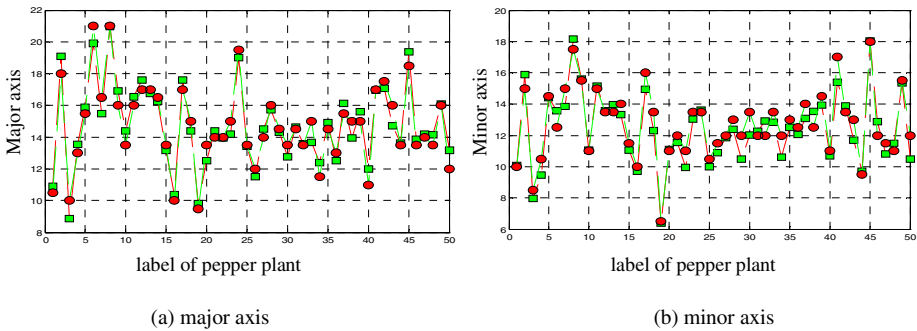 Major axis
22
20
18
16
14
12
10
8
0 5 10 15 20 25 30 35 40 45 50
label of pepper plant
(a) major axis
Minor axis
20
18
16
14
12
10
8
6
0 5 10 15 20 25 30 35 40 45 50
label of pepper plant
(b) minor axis